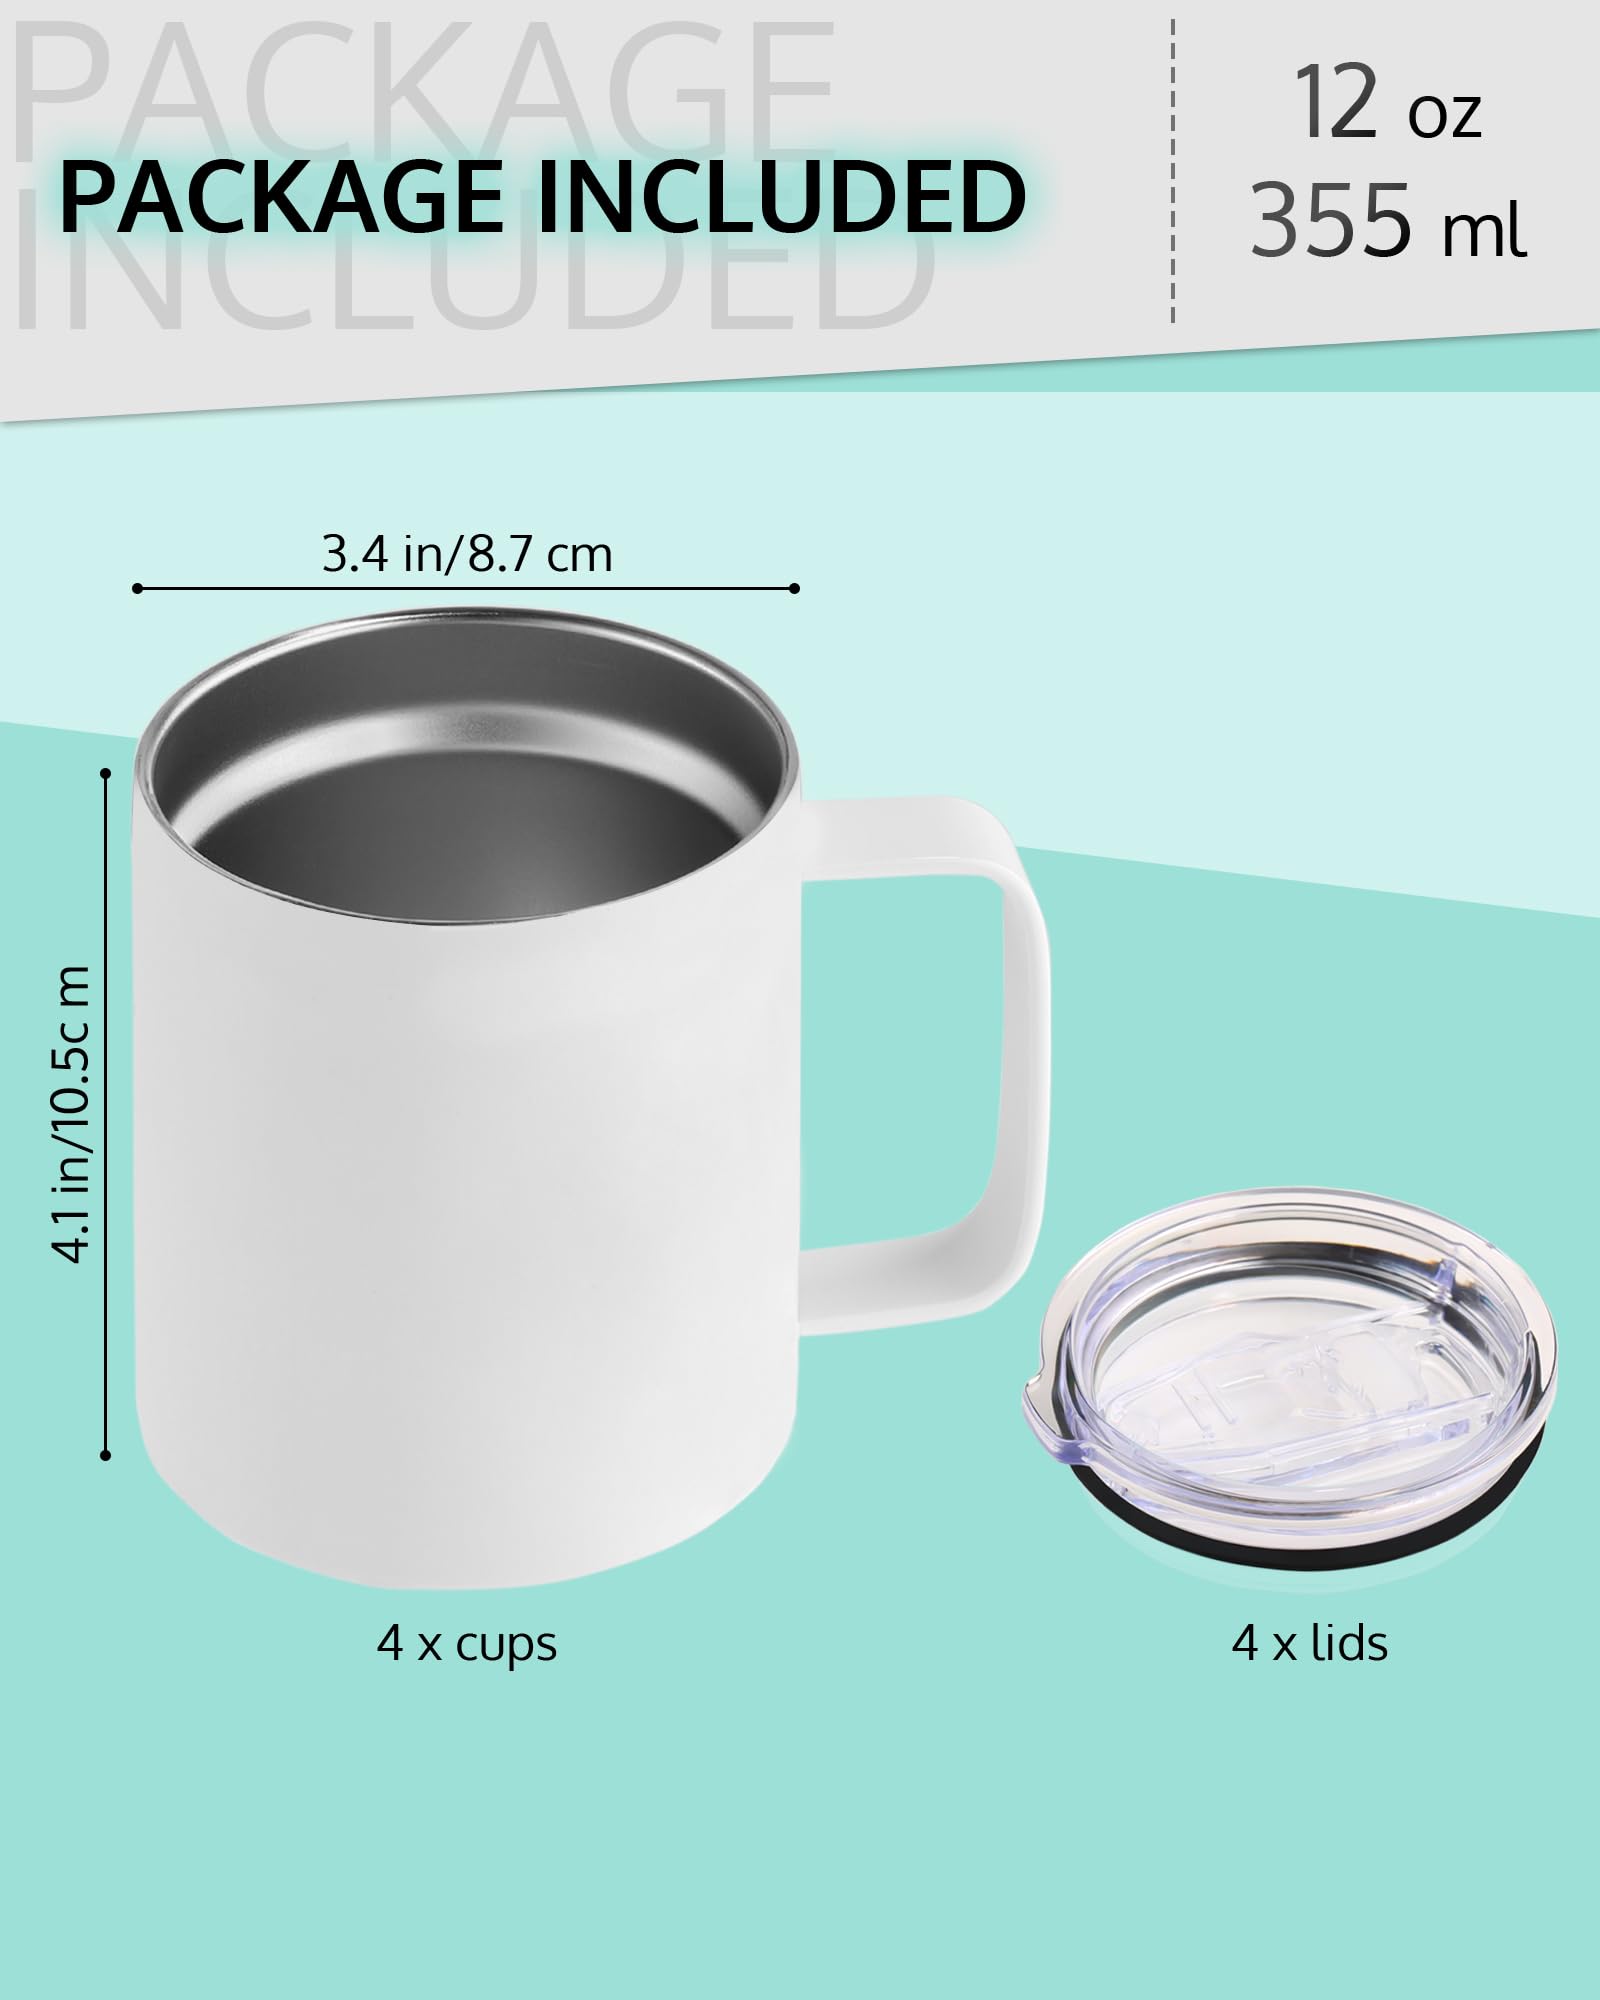 PACKAGE
INCLUDED
PACKAGE INCLUDED
12 oz
355 ml
3.4 in/8.7 cm
4.1 in/10.5c m
4 x cups
4 x lids